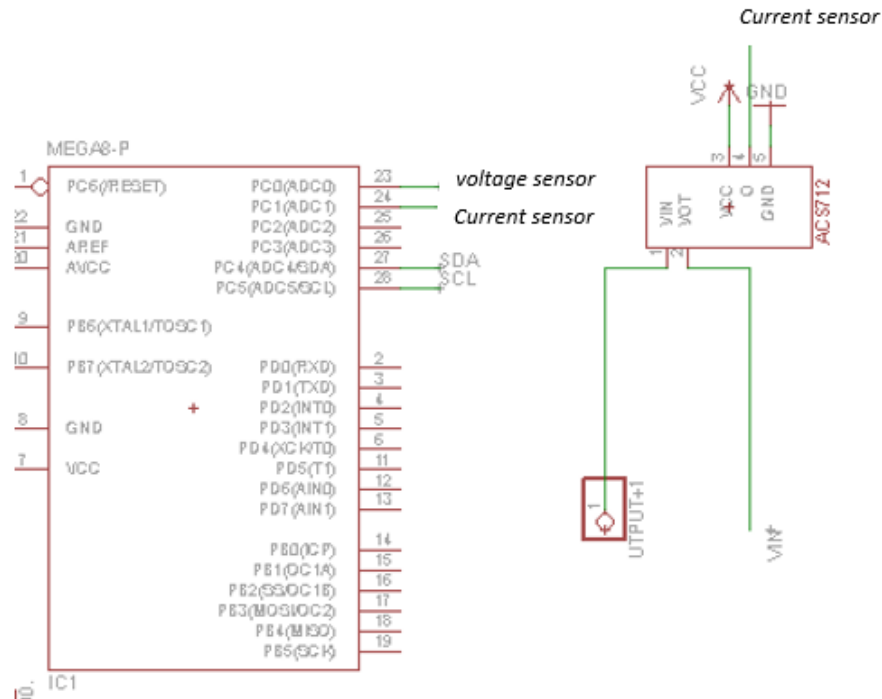 Current sensor
VCC
GND
MEGA8-P
1
PC6(/RESET)
PC0(ADC0)
23
voltage sensor
PC1(ADC1)
24
Current sensor
22
GND
PC2(ADC2)
25
21
AREF
PC3(ADC3)
26
20
AVCC
PC4(ADC4/SDA)
27
SDA
PC5(ADC5/SCL)
28
SCL
9
PB6(XTAL1/TOSC1)
10
PB7(XTAL2/TOSC2)
PD0(RXD)
2
PD1(TXD)
3
PD2(INT0)
4
8
GND
PD3(INT1)
5
PD4(XCK/T0)
6
7
VCC
PD5(T1)
11
PD6(AIN0)
12
PD7(AIN1)
13
PB0(ICP)
14
PB1(OC1A)
15
PB2(SS/OC1B)
16
PB3(MOSI/OC2)
17
PB4(MISO)
18
PB5(SCK)
19
IC1
3
4
5
VIN
VOT
VCC
O
GND
ACS712
1
2
1
UTPUT+1
VIN